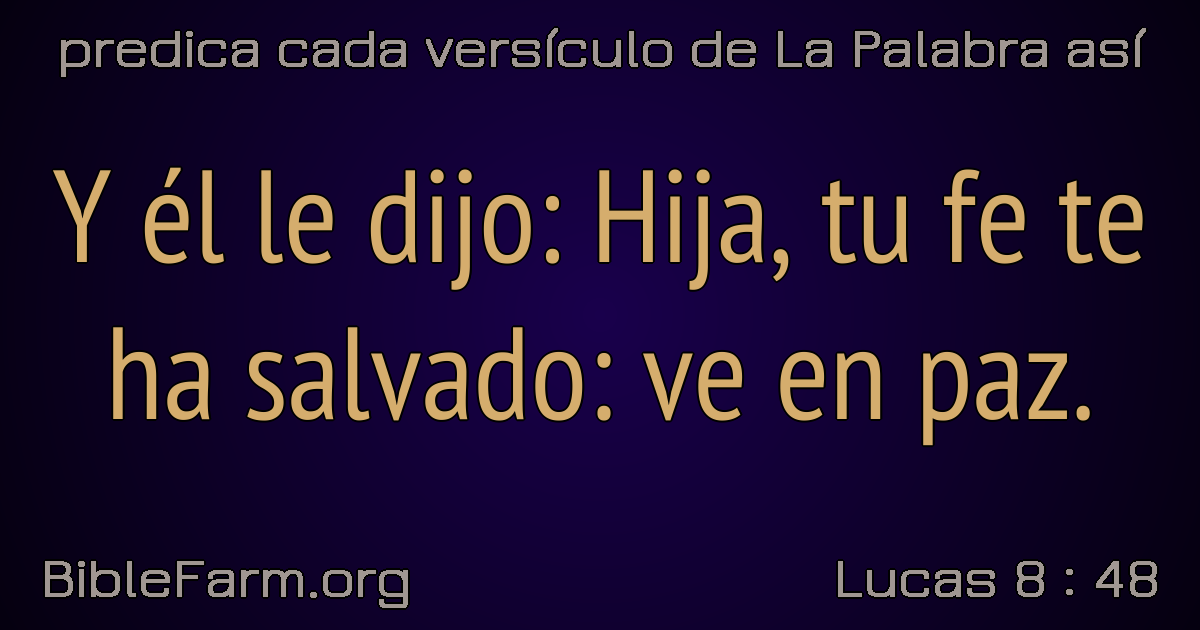 predica cada versículo de La Palabra así
Y él le dijo: Hija, tu fe te
ha salvado: ve en paz.
BibleFarm.org
Lucas 8 : 48